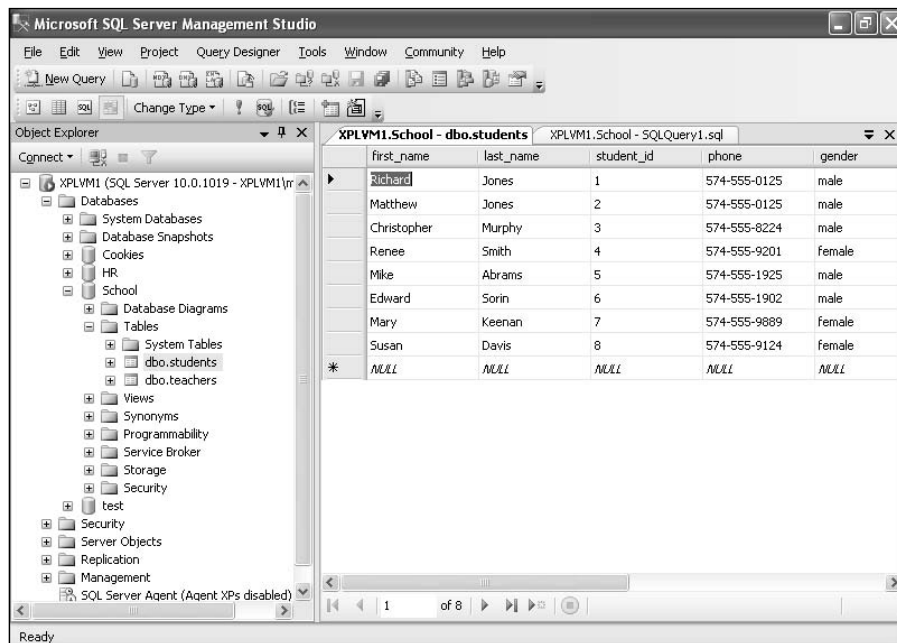 Microsoft SQL Server Management Studio
File Edit View Project Query Designer Tools Window Community Help
New Query
SQL Change Type
Object Explorer
Connect
XPLVM1 (SQL Server 10.0.1019 - XPLVM1\
Databases
System Databases
Database Snapshots
Cookies
HR
School
Database Diagrams
Tables
System Tables
dbo.students
dbo.teachers
Views
Synonyms
Programmability
Service Broker
Storage
Security
test
Security
Server Objects
Replication
Management
SQL Server Agent (Agent XPs disabled)
XPLVM1.School - dbo.students XPLVM1.School - SQLQuery1.sql
first_name last_name student_id phone gender
Richard Jones 1 574-555-0125 male
Matthew Jones 2 574-555-0125 male
Christopher Murphy 3 574-555-8224 male
Renee Smith 4 574-555-9201 female
Mike Abrams 5 574-555-1925 male
Edward Sorin 6 574-555-1902 male
Mary Keenan 7 574-555-9889 female
Susan Davis 8 574-555-9124 female
NULL NULL NULL NULL NULL
1 of 8
Ready